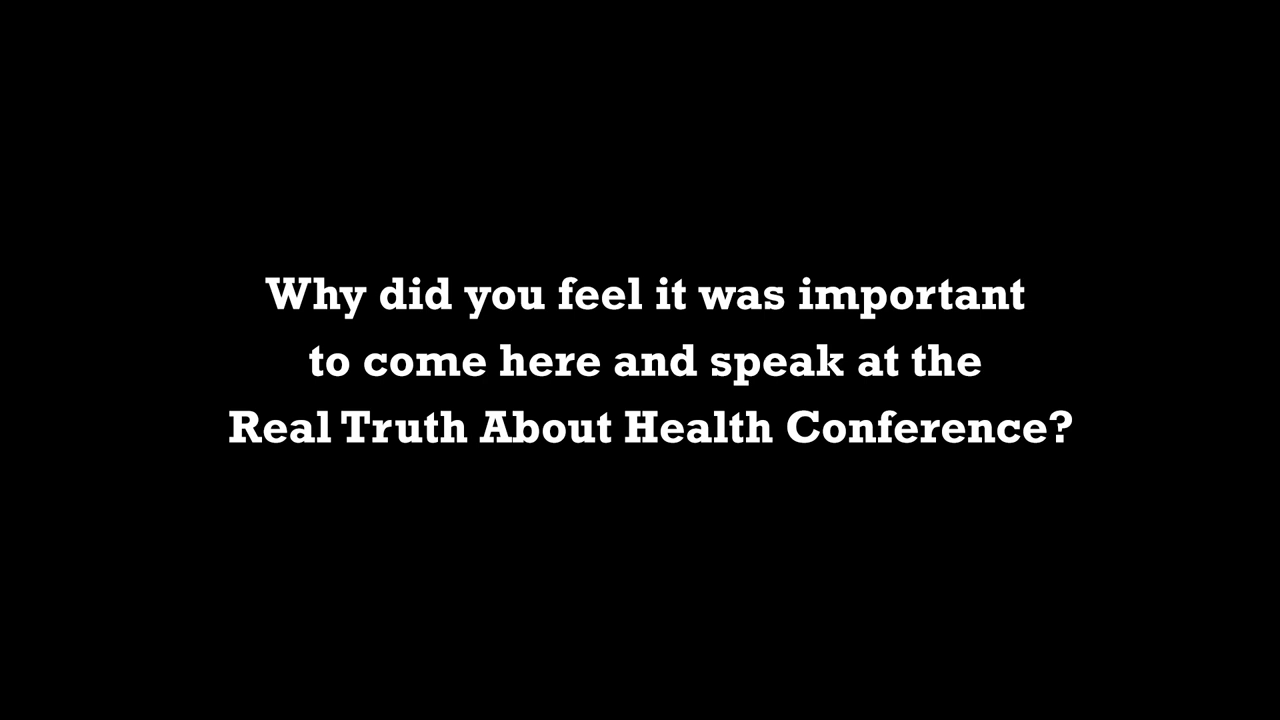 Why did you feel it was important
to come here and speak at the
Real Truth About Health Conference?